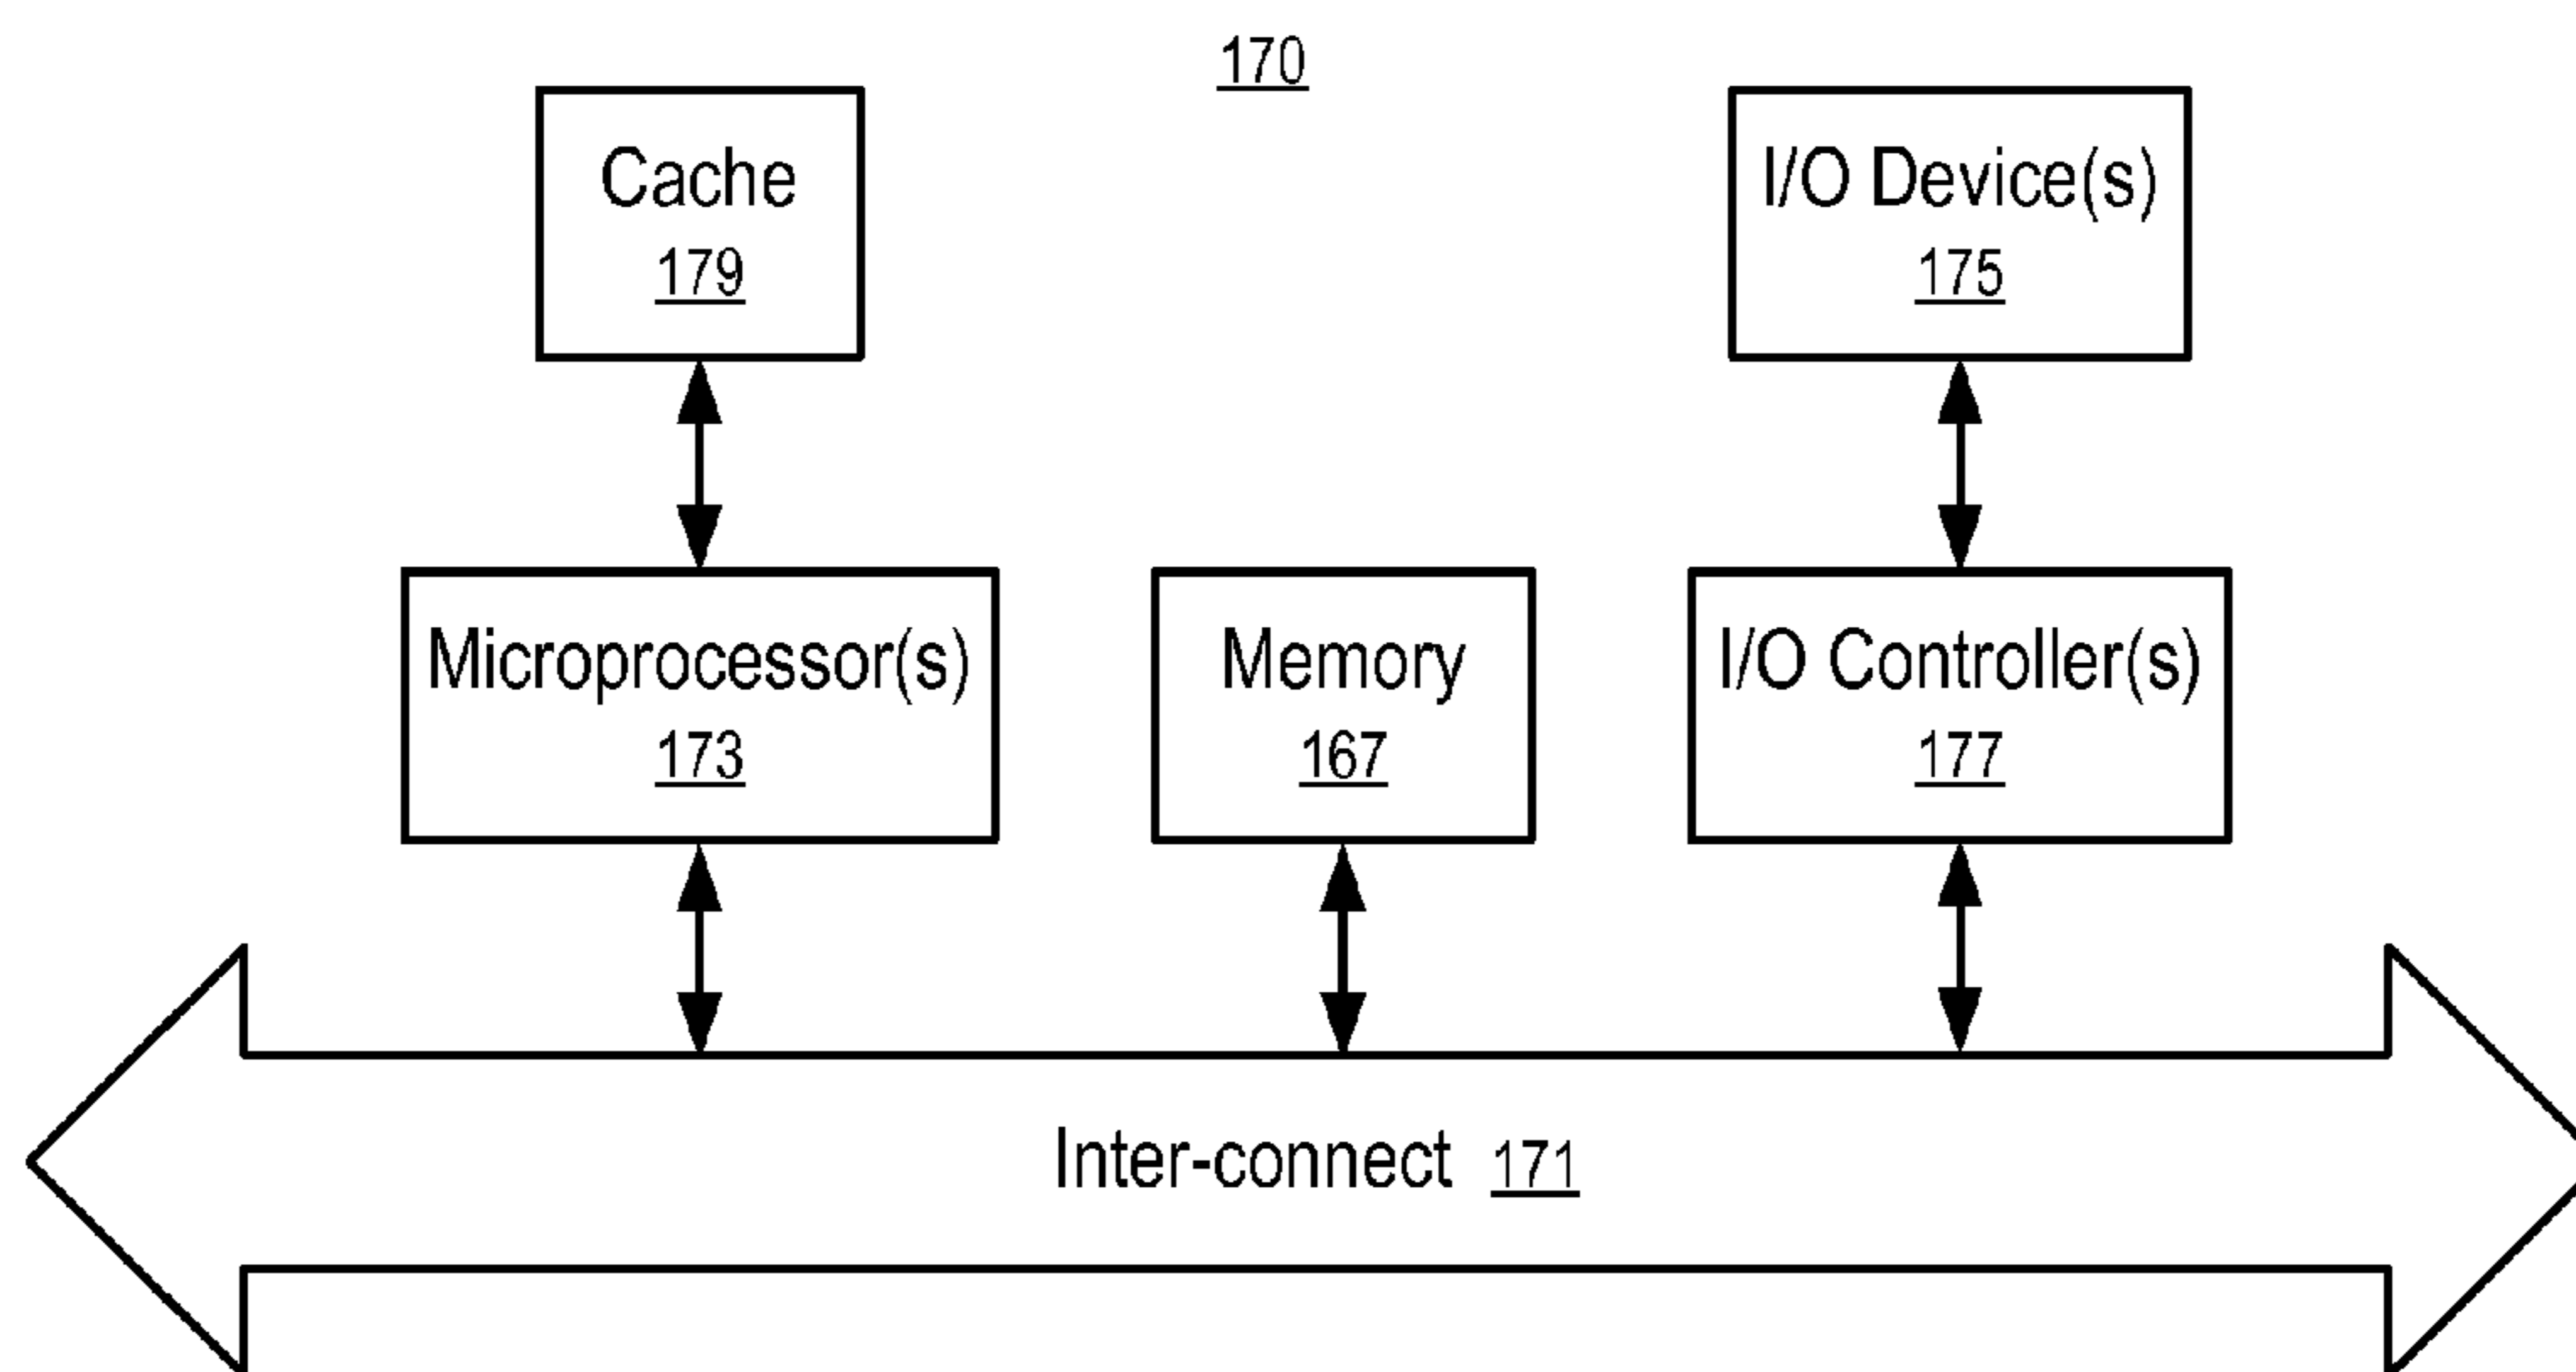 170
Cache
179
I/O Device(s)
175
Microprocessor(s)
173
Memory
167
I/O Controller(s)
177
Inter-connect 171